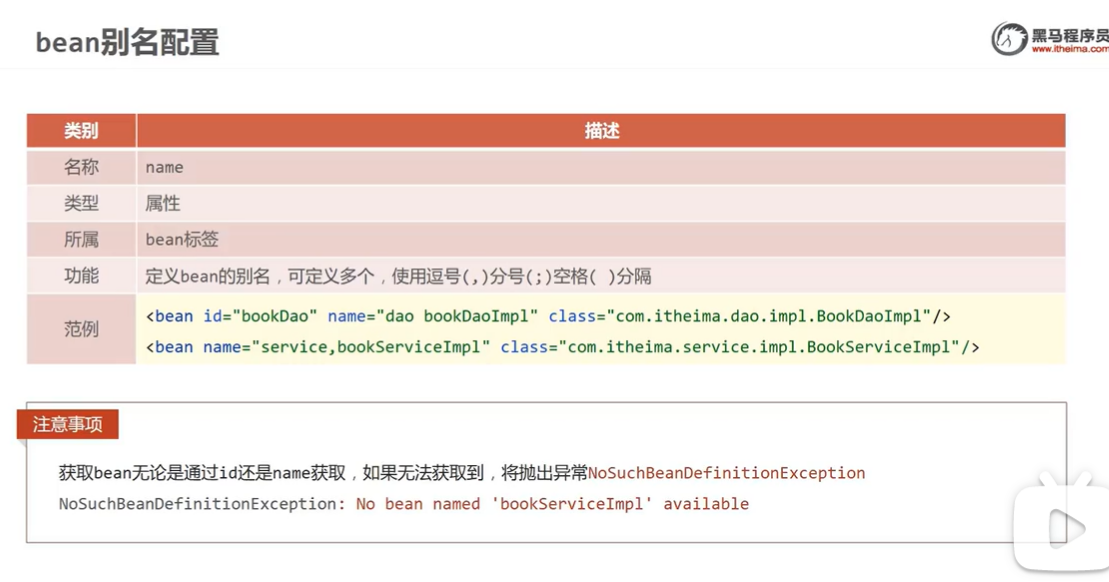 bean别名配置
黑马程序员
www.itheima.com
类别 描述
名称 name
类型 属性
所属 bean标签
功能 定义bean的别名，可定义多个，使用逗号(,)分号(;)空格( )分隔
范例 <bean id="bookDao" name="dao bookDaoImpl" class="com.itheima.dao.impl.BookDaoImpl"/>
<bean name="service,bookServiceImpl" class="com.itheima.service.impl.BookServiceImpl"/>
注意事项
获取bean无论是通过id还是name获取，如果无法获取到，将抛出异常NoSuchBeanDefinitionException
NoSuchBeanDefinitionException: No bean named 'bookServiceImpl' available